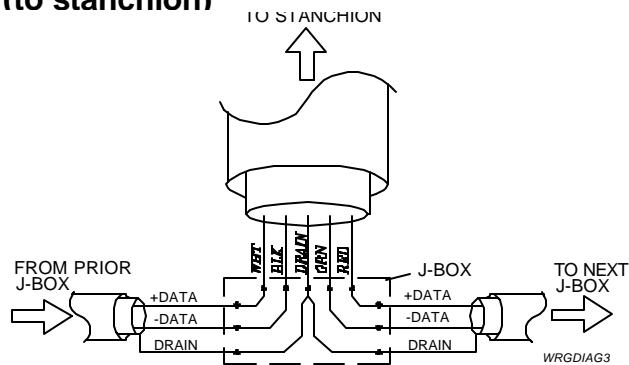 (to stanchion)
TO STANCHION
WHT
BLK
DRAIN
GRN
RED
FROM PRIOR
J-BOX
J-BOX
TO NEXT
J-BOX
+DATA
+DATA
-DATA
-DATA
DRAIN
DRAIN
WRGDIAG3